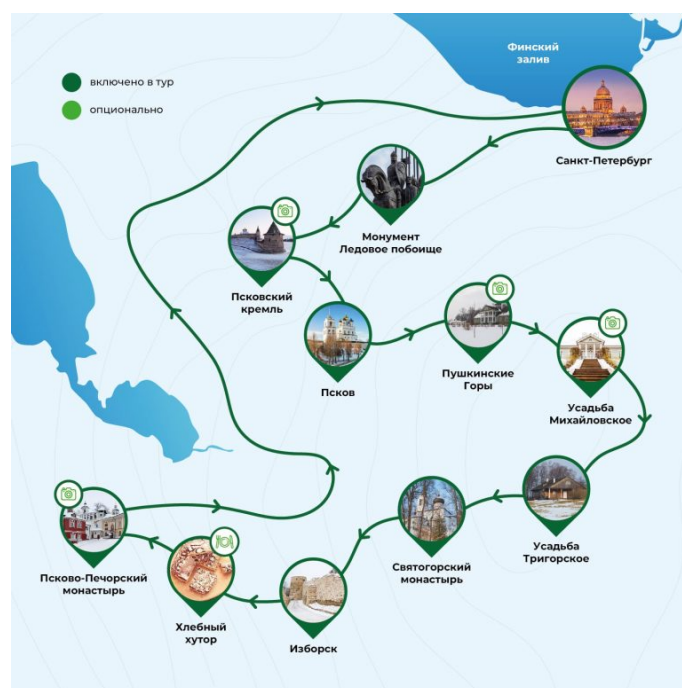 Финский
залив
включено в тур
опционально
Санкт-Петербург
Монумент
Ледовое побоище
Псковский
кремль
Псков
Пушкинские
Горы
Усадьба
Михайловское
Усадьба
Тригорское
Святогорский
монастырь
Изборск
Хлебный
хутор
Псково-Печорский
монастырь